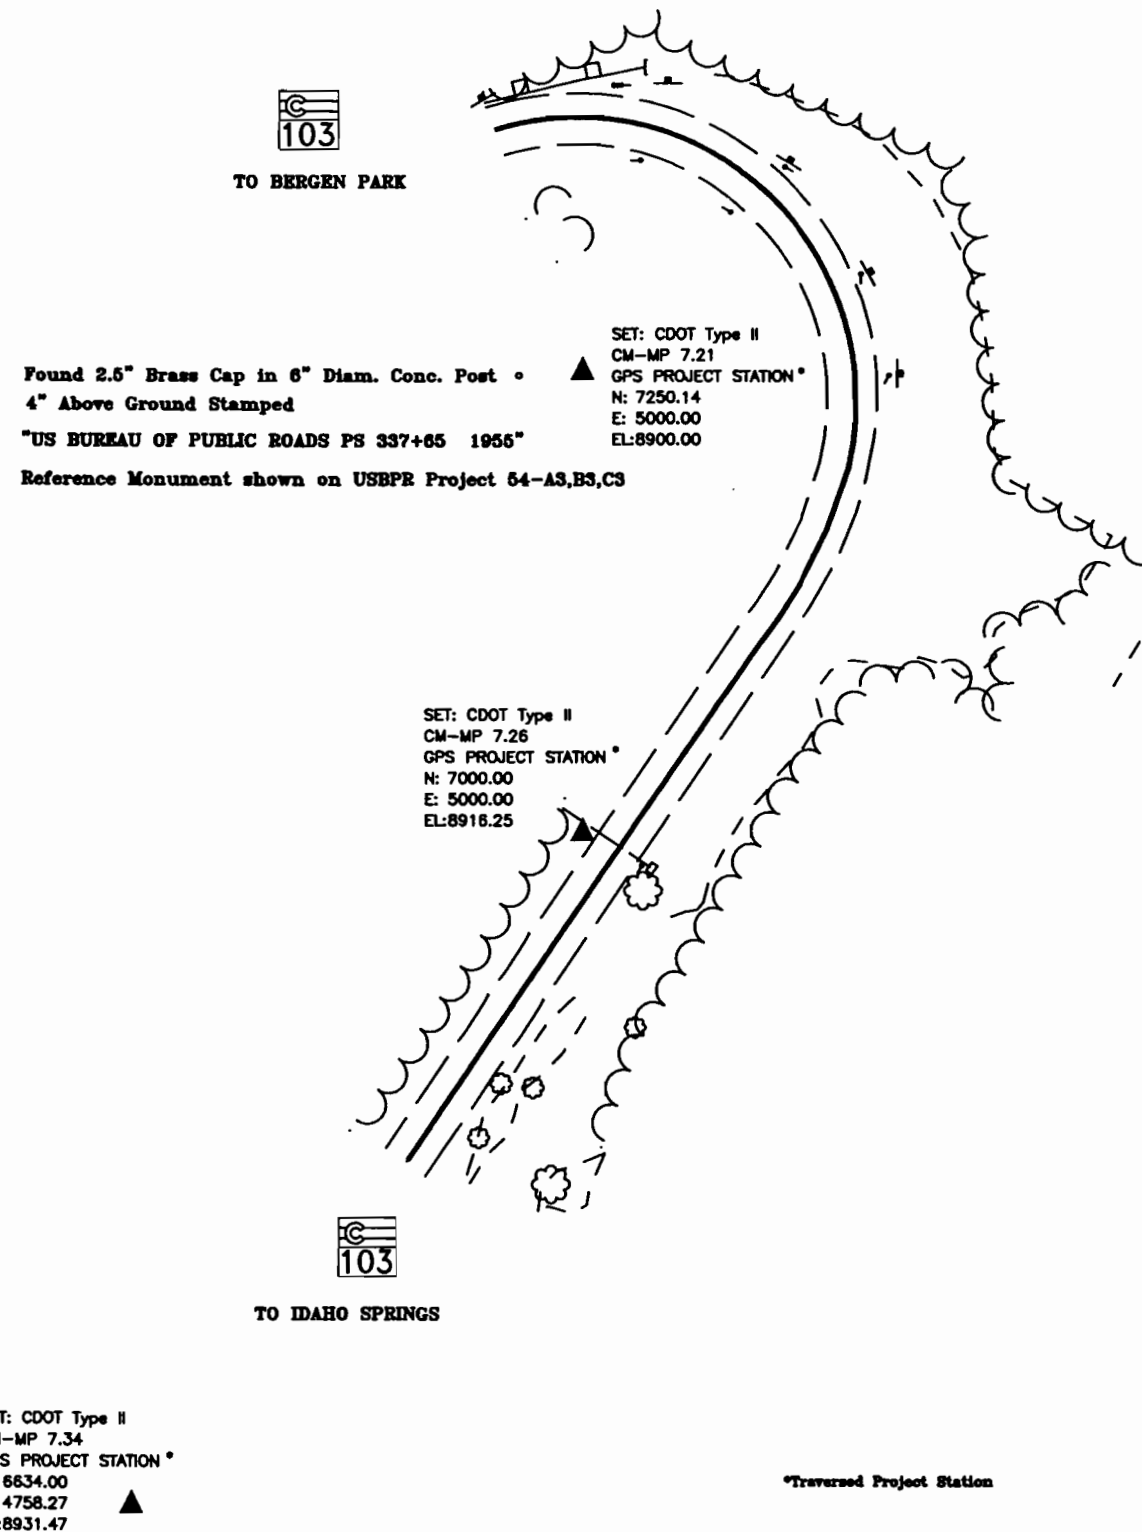 C
103
TO BERGEN PARK
SET: CDOT Type II
CM-MP 7.21
GPS PROJECT STATION*
N: 7250.14
E: 5000.00
EL:8900.00
Found 2.5" Brass Cap in 6" Diam. Conc. Post
4" Above Ground Stamped
"US BUREAU OF PUBLIC ROADS PS 337+65 1955"
Reference Monument shown on USBPR Project 54-A3,B3,C3
SET: CDOT Type II
CM-MP 7.26
GPS PROJECT STATION*
N: 7000.00
E: 5000.00
EL:8916.25
C
103
TO IDAHO SPRINGS
T: CDOT Type II
-MP 7.34
S PROJECT STATION*
6634.00
4758.27
:8931.47
*Traversed Project Station